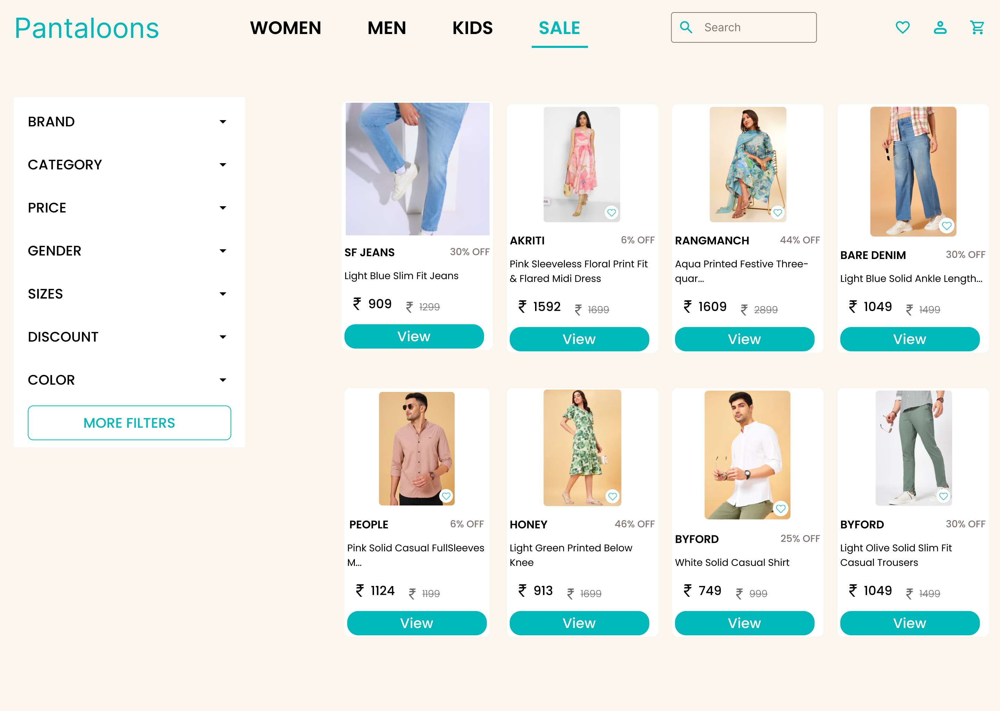 Pantaloons
WOMEN
MEN
KIDS
SALE
Search
BRAND
CATEGORY
PRICE
GENDER
SIZES
DISCOUNT
COLOR
MORE FILTERS
SF JEANS 30% OFF
Light Blue Slim Fit Jeans
₹ 909 ₹ 1299
View
ns
AKRITI 6% OFF
Pink Sleeveless Floral Print Fit
& Flared Midi Dress
₹ 1592 ₹ 1699
View
RANGMANCH 44% OFF
Aqua Printed Festive Three-
quar...
₹ 1609 ₹ 2899
View
BARE DENIM 30% OFF
Light Blue Solid Ankle Length...
₹ 1049 ₹ 1499
View
PEOPLE 6% OFF
Pink Solid Casual FullSleeves
M...
₹ 1124 ₹ 1199
View
HONEY 46% OFF
Light Green Printed Below
Knee
₹ 913 ₹ 1699
View
BYFORD 25% OFF
White Solid Casual Shirt
₹ 749 ₹ 999
View
BYFORD 30% OFF
Light Olive Solid Slim Fit
Casual Trousers
₹ 1049 ₹ 1499
View